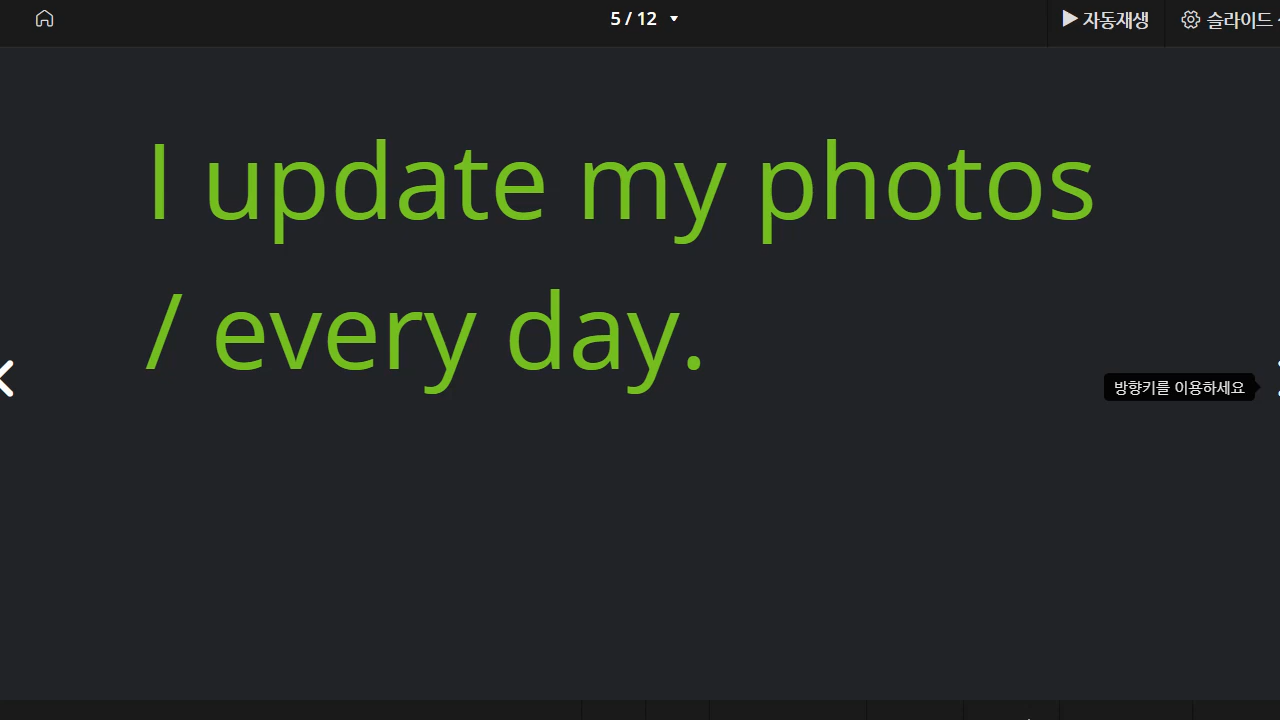 5 / 12
자동재생
슬라이드
I update my photos
/ every day.
방향키를 이용하세요